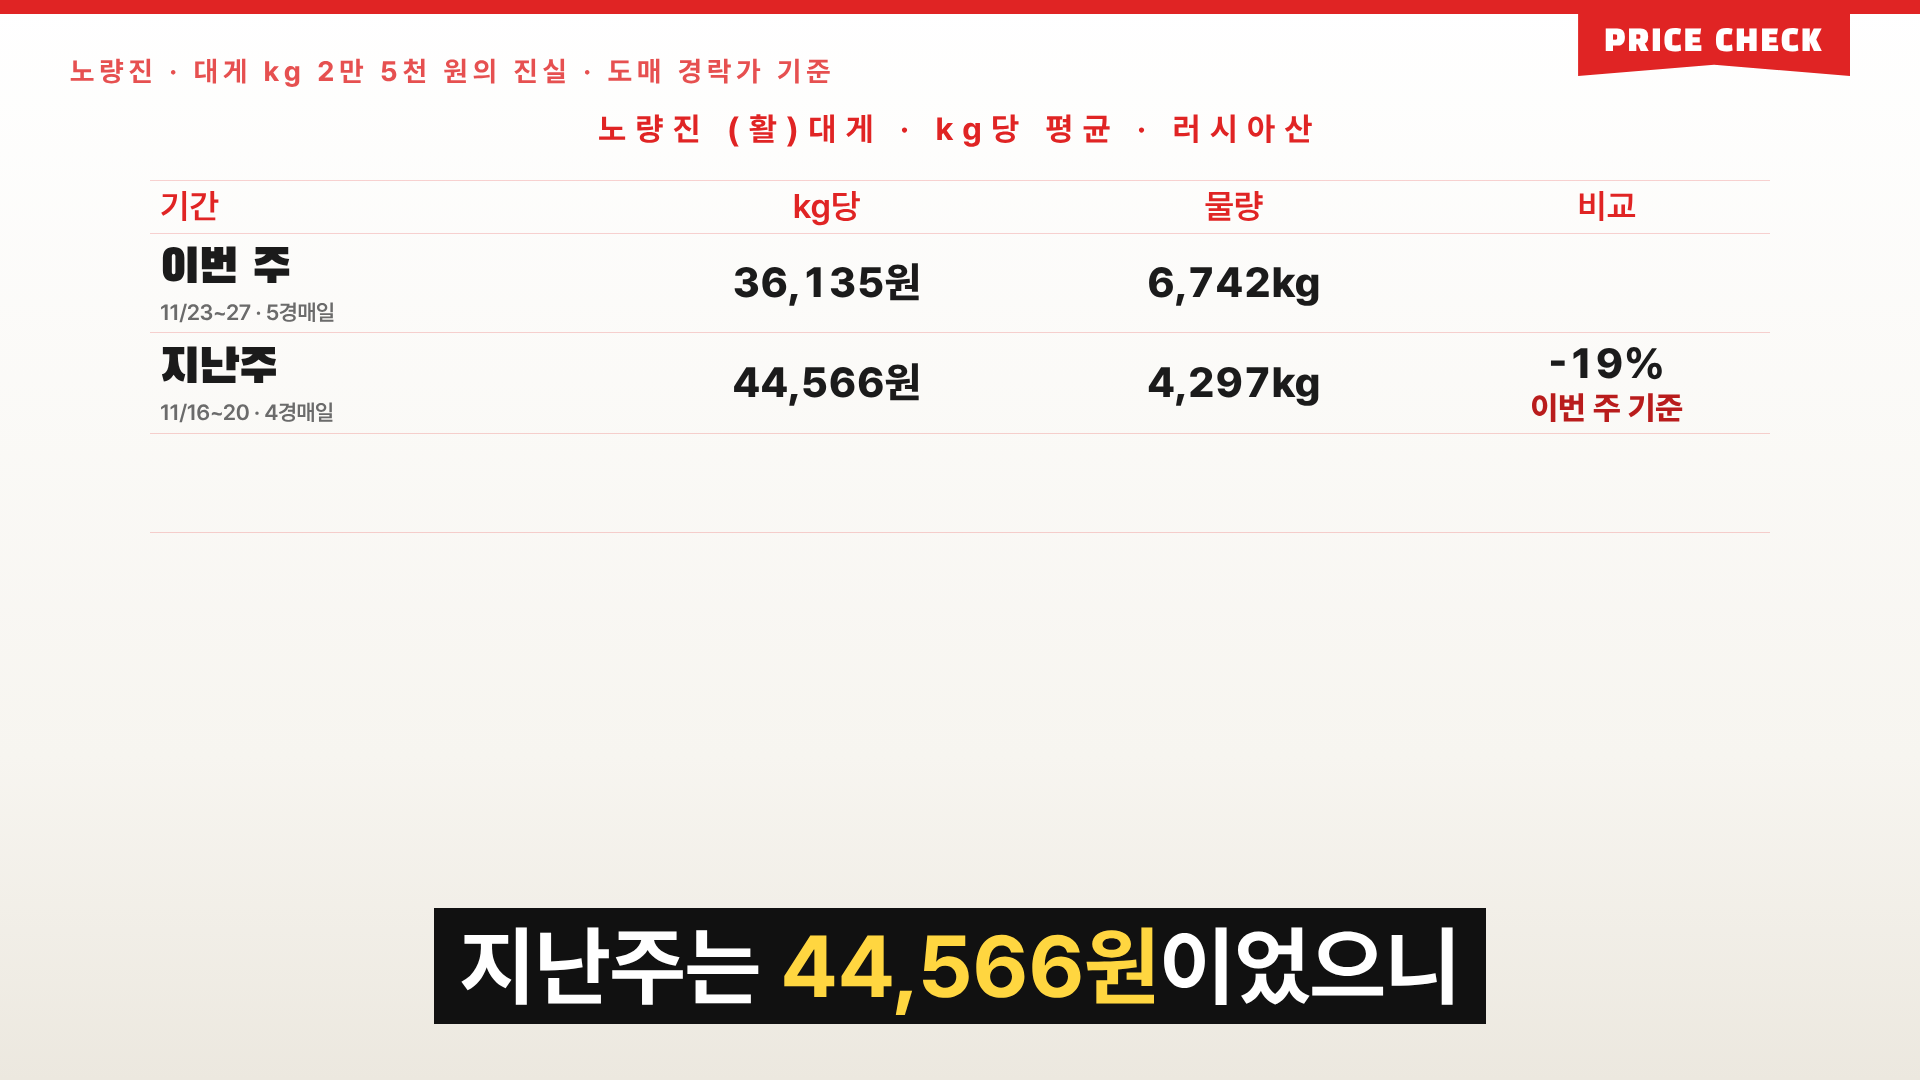 PRICE CHECK
노량진 · 대게 kg 2만 5천 원의 진실 · 도매 경락가 기준
노량진 (활)대게 · kg당 평균 · 러시아산
기간 kg당 물량 비교
이번 주 36,135원 6,742kg
11/23~27 · 5경매일
지난주 44,566원 4,297kg -19%
11/16~20 · 4경매일 이번 주 기준
지난주는 44,566원이었으니